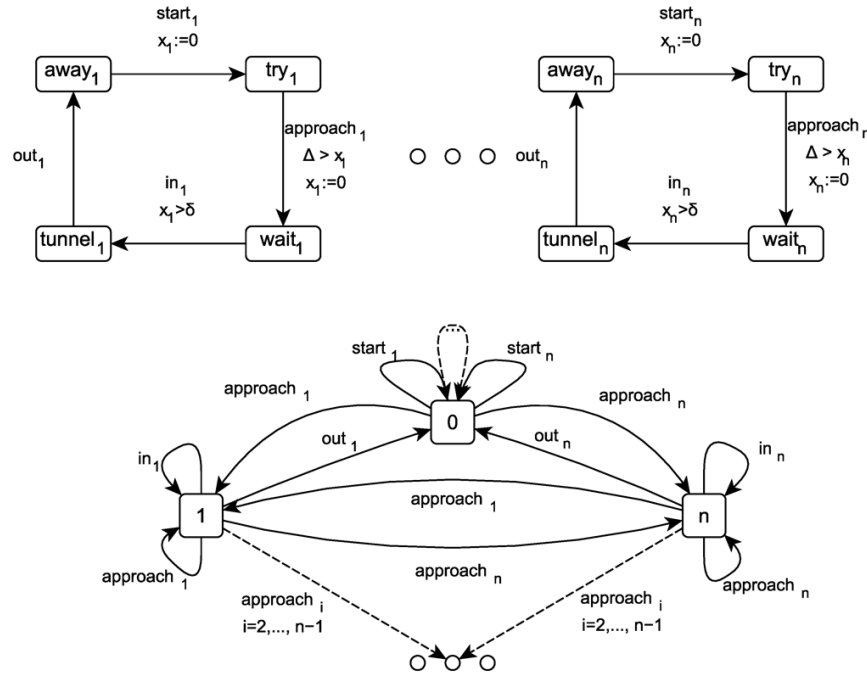 start₁
x₁:=0
startₙ
xₙ:=0
away₁
try₁
awayₙ
tryₙ
out₁
approach₁
Δ > x₁
x₁:=0
outₙ
approachₙ
Δ > xₙ
xₙ:=0
in₁
x₁>δ
inₙ
xₙ>δ
tunnel₁
wait₁
tunnelₙ
waitₙ
...
start₁
startₙ
approach₁
approachₙ
0
out₁
outₙ
in₁
inₙ
approach₁
1
n
approach₁
approachₙ
approachₙ
approachᵢ
i=2,..., n−1
approachᵢ
i=2,..., n−1